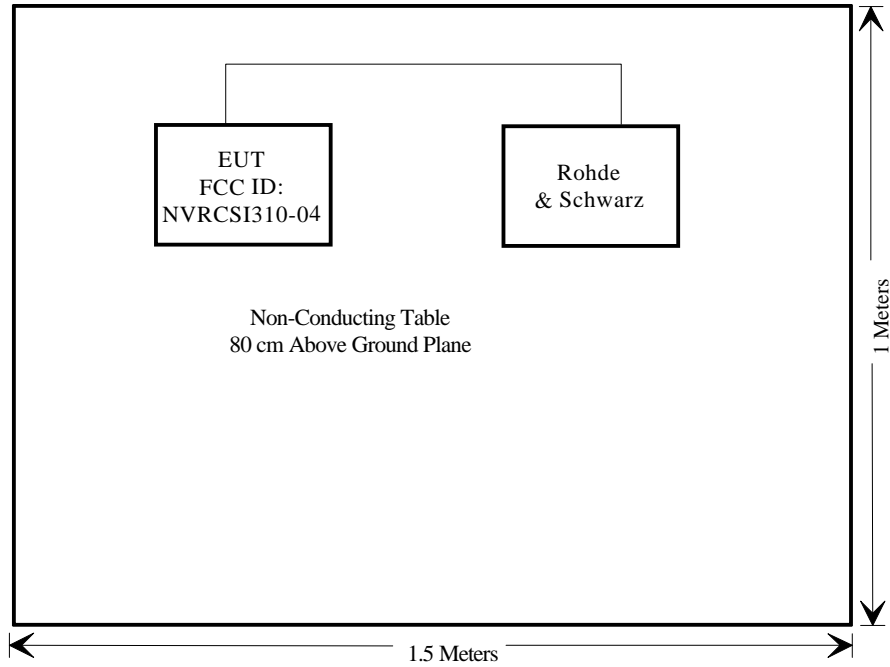 EUT
FCC ID:
NVRCSI310-04
Rohde
& Schwarz
Non-Conducting Table
80 cm Above Ground Plane
1 Meters
1.5 Meters